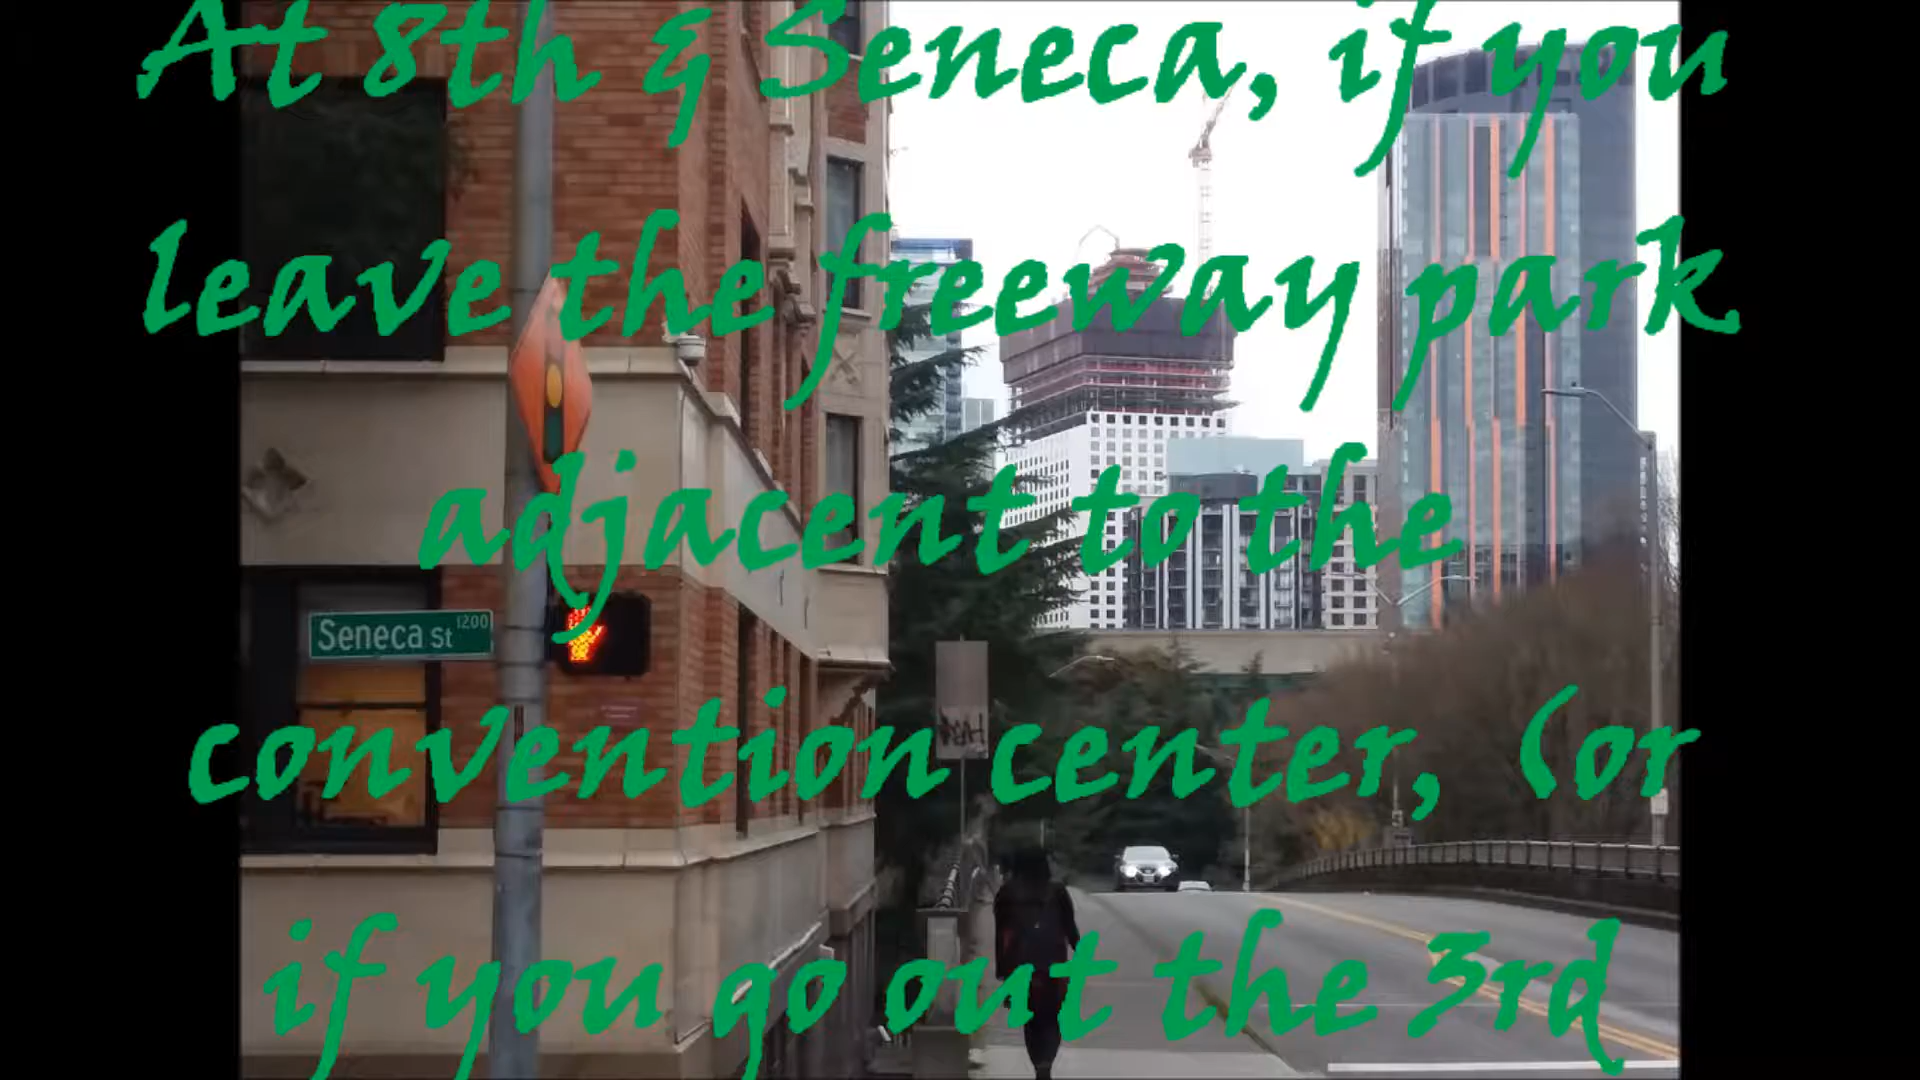 At 8th & Seneca, if you
leave the freeway park
adjacent to the
Seneca St 1200
convention center, (or
if you go out the 3rd